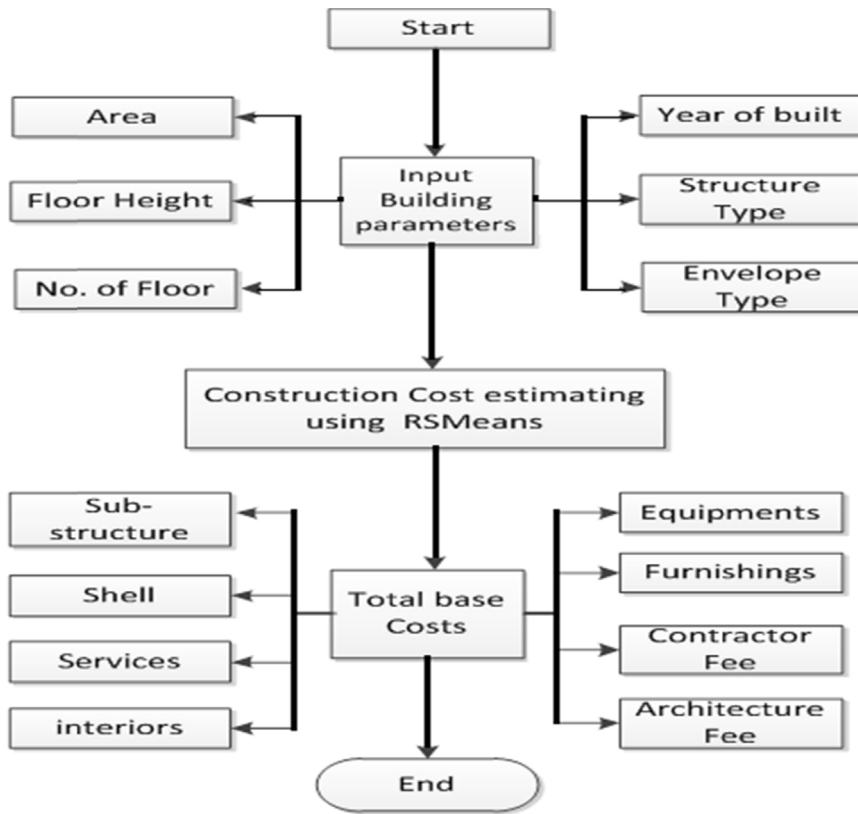 Start
Area
Floor Height
No. of Floor
Input
Building
parameters
Year of built
Structure
Type
Envelope
Type
Construction Cost estimating
using RSMeans
Sub-
structure
Shell
Services
interiors
Total base
Costs
Equipments
Furnishings
Contractor
Fee
Architecture
Fee
End